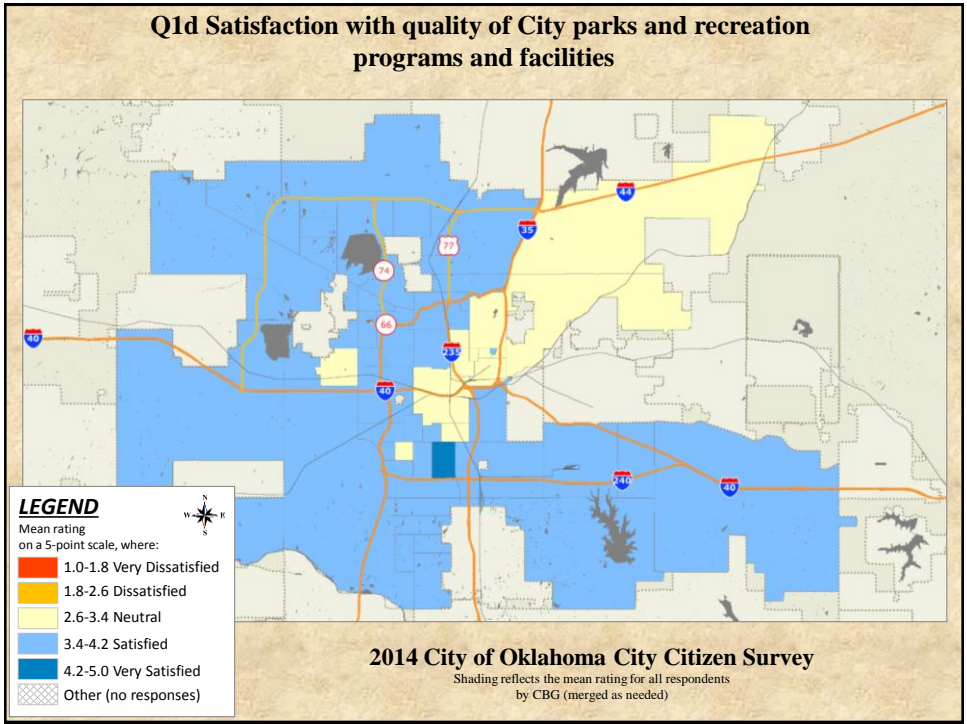 Q1d Satisfaction with quality of City parks and recreation
programs and facilities
44
35
77
74
66
40
235
40
240
40
LEGEND
Mean rating
on a 5-point scale, where:
N
W E
S
1.0-1.8 Very Dissatisfied
1.8-2.6 Dissatisfied
2.6-3.4 Neutral
3.4-4.2 Satisfied
4.2-5.0 Very Satisfied
Other (no responses)
2014 City of Oklahoma City Citizen Survey
Shading reflects the mean rating for all respondents
by CBG (merged as needed)